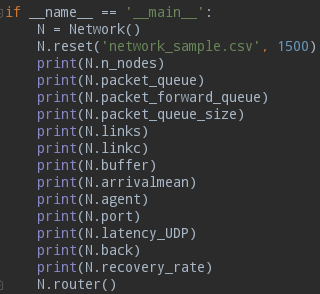 if __name__ == '__main__':
    N = Network()
    N.reset('network_sample.csv', 1500)
    print(N.n_nodes)
    print(N.packet_queue)
    print(N.packet_forward_queue)
    print(N.packet_queue_size)
    print(N.links)
    print(N.linkc)
    print(N.buffer)
    print(N.arrivalmean)
    print(N.agent)
    print(N.port)
    print(N.latency_UDP)
    print(N.back)
    print(N.recovery_rate)
    N.router()